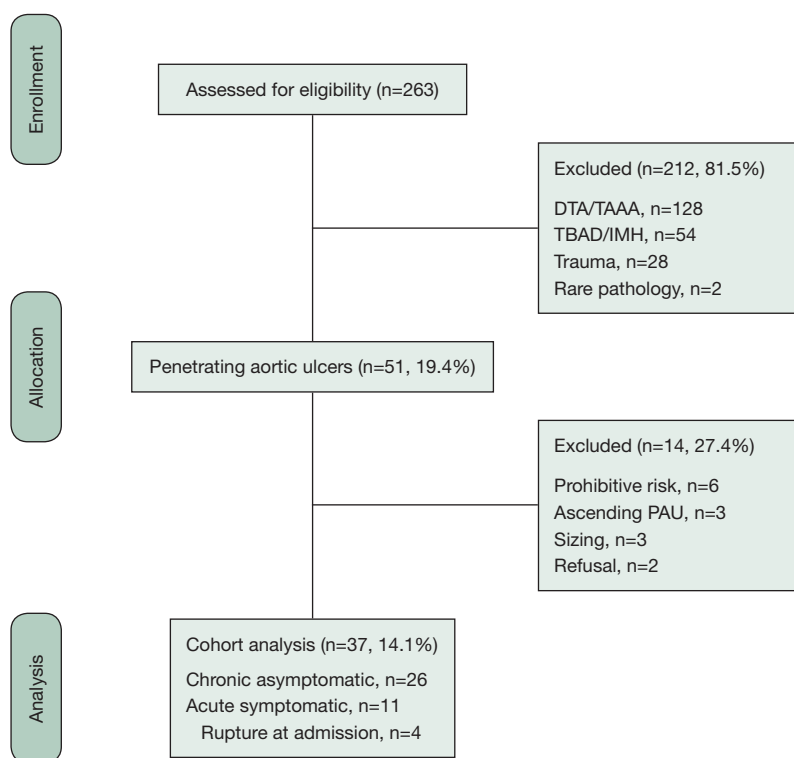 Enrollment
Assessed for eligibility (n=263)
Excluded (n=212, 81.5%)
DTA/TAAA, n=128
TBAD/IMH, n=54
Trauma, n=28
Rare pathology, n=2
Allocation
Penetrating aortic ulcers (n=51, 19.4%)
Excluded (n=14, 27.4%)
Prohibitive risk, n=6
Ascending PAU, n=3
Sizing, n=3
Refusal, n=2
Analysis
Cohort analysis (n=37, 14.1%)
Chronic asymptomatic, n=26
Acute symptomatic, n=11
Rupture at admission, n=4